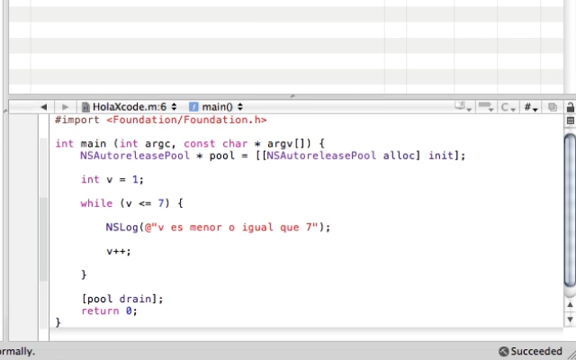 HolaXcode.m:6 main() C, #,
#import <Foundation/Foundation.h>
int main (int argc, const char * argv[]) {
NSAutoreleasePool * pool = [[NSAutoreleasePool alloc] init];
int v = 1;
while (v <= 7) {
NSLog(@"v es menor o igual que 7");
v++;
}
[pool drain];
return 0;
}
rmally. Succeeded